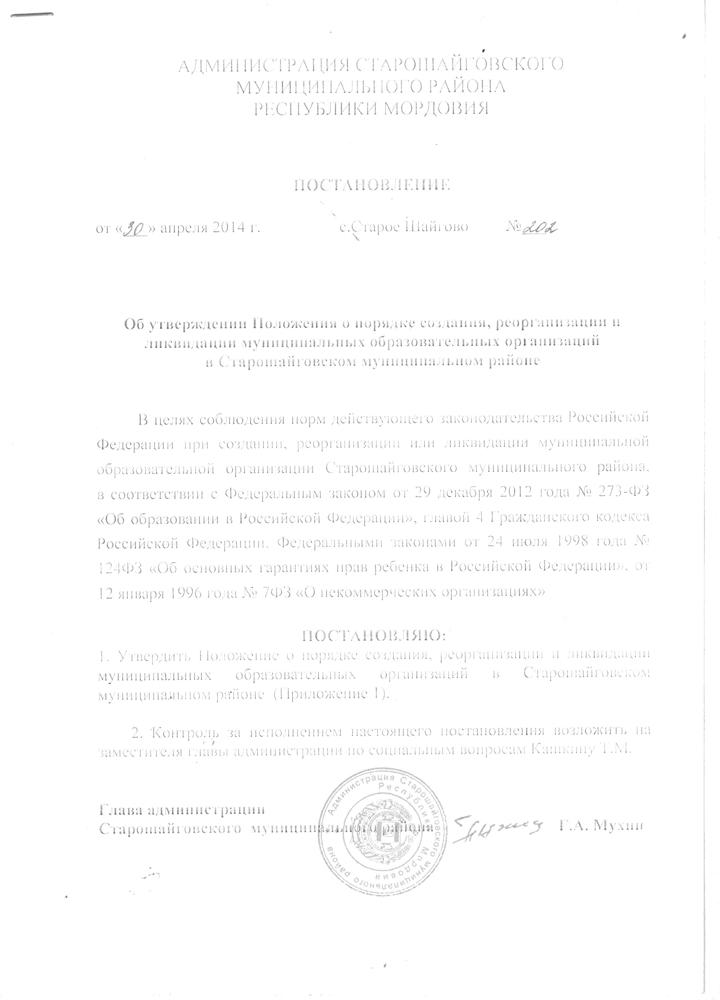 АДМИНИСТРАЦИЯ СТАРОШАЙГОВСКОГО
МУНИЦИПАЛЬНОГО РАЙОНА
РЕСПУБЛИКИ МОРДОВИЯ
ПОСТАНОВЛЕНИЕ
от «30» апреля 2014 г. с.Старое Шайгово №202
Об утверждении Положения о порядке создания, реорганизации и
ликвидации муниципальных образовательных организаций
в Старошайговском муниципальном районе
В целях соблюдения норм действующего законодательства Российской
Федерации при создании, реорганизации или ликвидации муниципальной
образовательной организации Старошайговского муниципального района,
в соответствии с Федеральным законом от 29 декабря 2012 года № 273-ФЗ
«Об образовании в Российской Федерации», главой 4 Гражданского кодекса
Российской Федерации, Федеральными законами от 24 июля 1998 года №
124ФЗ «Об основных гарантиях прав ребенка в Российской Федерации», от
12 января 1996 года № 7ФЗ «О некоммерческих организациях»
ПОСТАНОВЛЯЮ:
1. Утвердить Положение о порядке создания, реорганизации и ликвидации
муниципальных образовательных организаций в Старошайговском
муниципальном районе (Приложение 1).
2. Контроль за исполнением настоящего постановления возложить на
заместителя главы администрации по социальным вопросам Кашкину Т.М.
Администрация Старошайговского муниципального района
Республики Мордовия
Глава администрации
Старошайговского муниципального района Г.А. Мухин